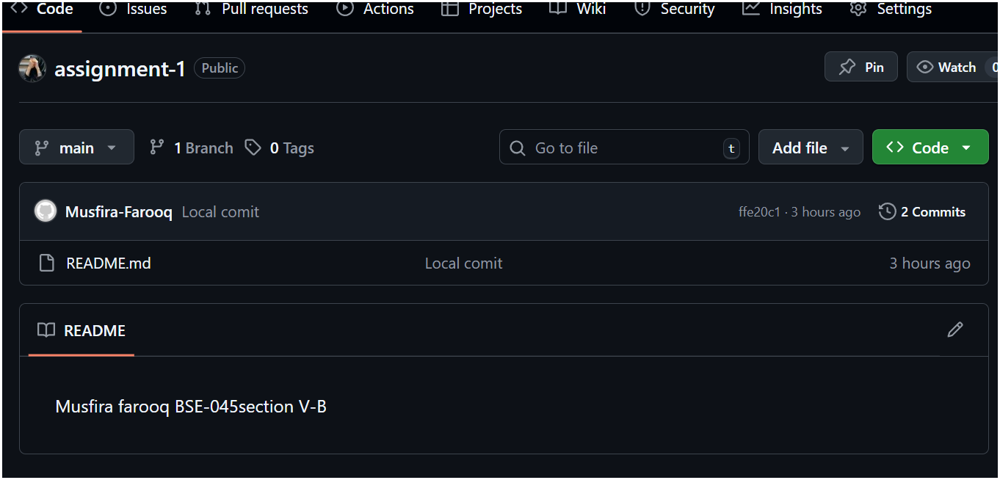 Code Issues Pull requests Actions Projects Wiki Security Insights Settings
assignment-1 Public Pin Watch 0
main 1 Branch 0 Tags Go to file t Add file Code
Musfira-Farooq Local comit ffe20c1 · 3 hours ago 2 Commits
README.md Local comit 3 hours ago
README
Musfira farooq BSE-045section V-B